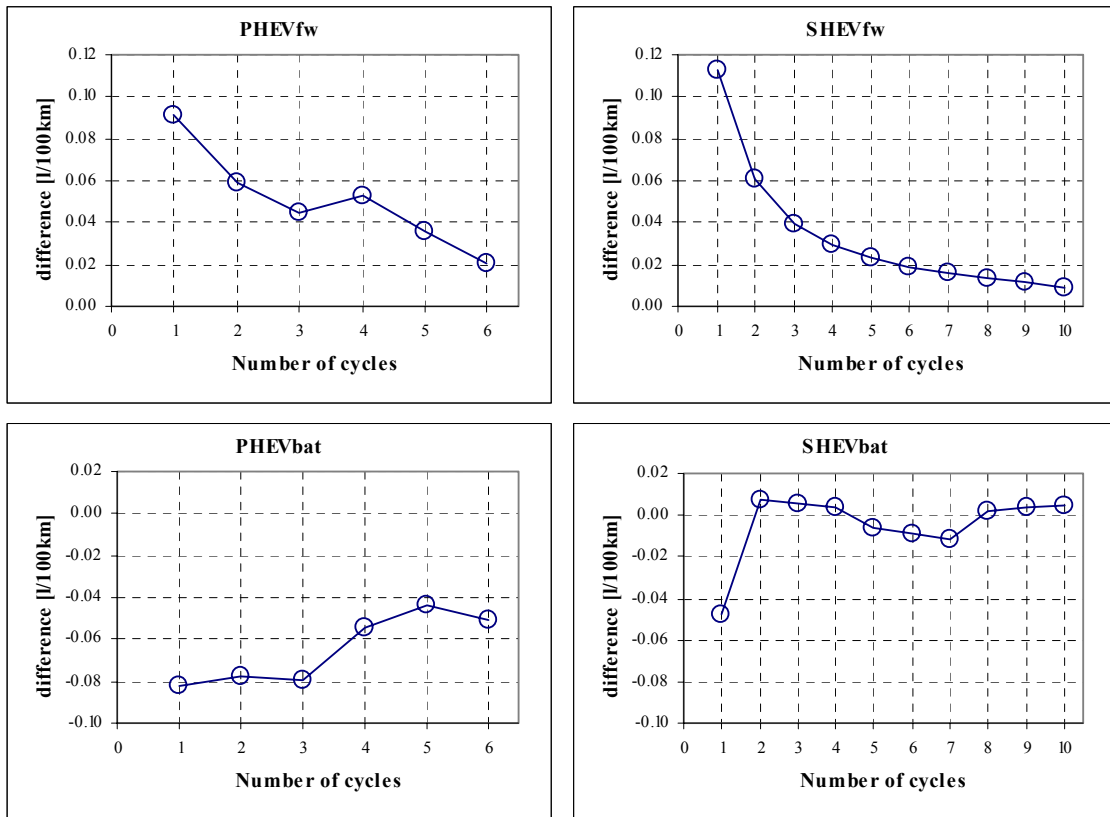 PHEVfw
0.12
0.10
0.08
0.06
0.04
0.02
0.00
difference [l/100km]
0 1 2 3 4 5 6
Number of cycles
SHEVfw
0.12
0.10
0.08
0.06
0.04
0.02
0.00
difference [l/100km]
0 1 2 3 4 5 6 7 8 9 10
Number of cycles
PHEVbat
0.02
0.00
-0.02
-0.04
-0.06
-0.08
-0.10
difference [l/100km]
0 1 2 3 4 5 6
Number of cycles
SHEVbat
0.02
0.00
-0.02
-0.04
-0.06
-0.08
-0.10
difference [l/100km]
0 1 2 3 4 5 6 7 8 9 10
Number of cycles